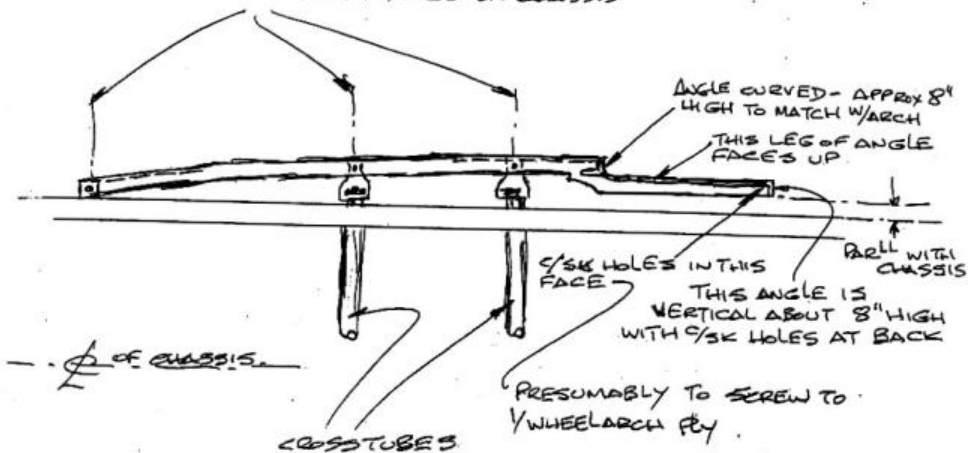 ON CHASSIS
ANGLE CURVED - APPROX 8"
HIGH TO MATCH W/ARCH
THIS LEG OF ANGLE
FACES UP
PAR'LL WITH
CHASSIS
C/SK HOLES IN THIS
FACE
THIS ANGLE IS
VERTICAL ABOUT 8" HIGH
WITH C/SK HOLES AT BACK
OF CHASSIS.
PRESUMABLY TO SCREW TO
WHEELARCH PLY.
CROSSTUBES